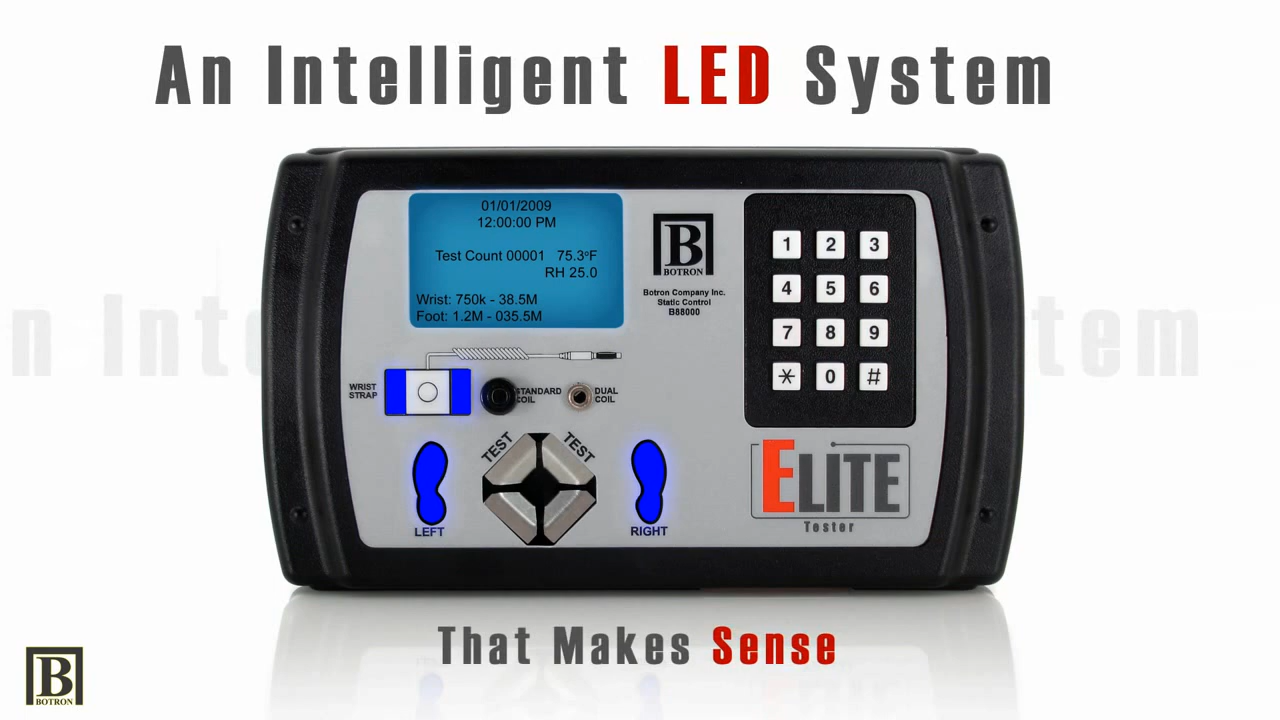 An Intelligent LED System
01/01/2009
12:00:00 PM
Test Count 00001 75.3°F
RH 25.0
Wrist: 750k - 38.5M
Foot: 1.2M - 035.5M
B
BOTRON
Botron Company Inc.
Static Control
B88000
1 2 3
4 5 6
7 8 9
* 0 #
WRIST
STRAP
STANDARD
COIL
DUAL
COIL
TEST TEST
LEFT
RIGHT
ELITE
Tester
That Makes Sense
B
BOTRON